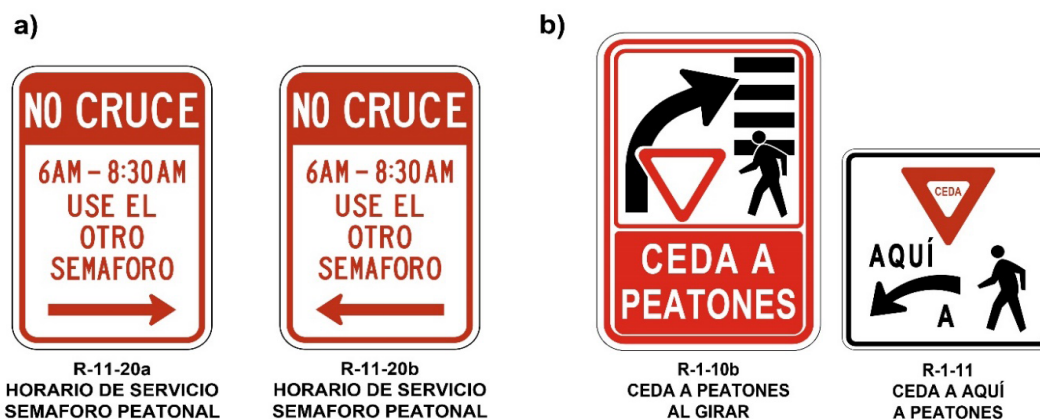 a)
NO CRUCE
6AM – 8:30AM
USE EL
OTRO
SEMAFORO
R-11-20a
HORARIO DE SERVICIO
SEMAFORO PEATONAL
NO CRUCE
6AM – 8:30AM
USE EL
OTRO
SEMAFORO
R-11-20b
HORARIO DE SERVICIO
SEMAFORO PEATONAL
b)
CEDA A
PEATONES
R-1-10b
CEDA A PEATONES
AL GIRAR
CEDA
AQUÍ
A
R-1-11
CEDA A AQUÍ
A PEATONES